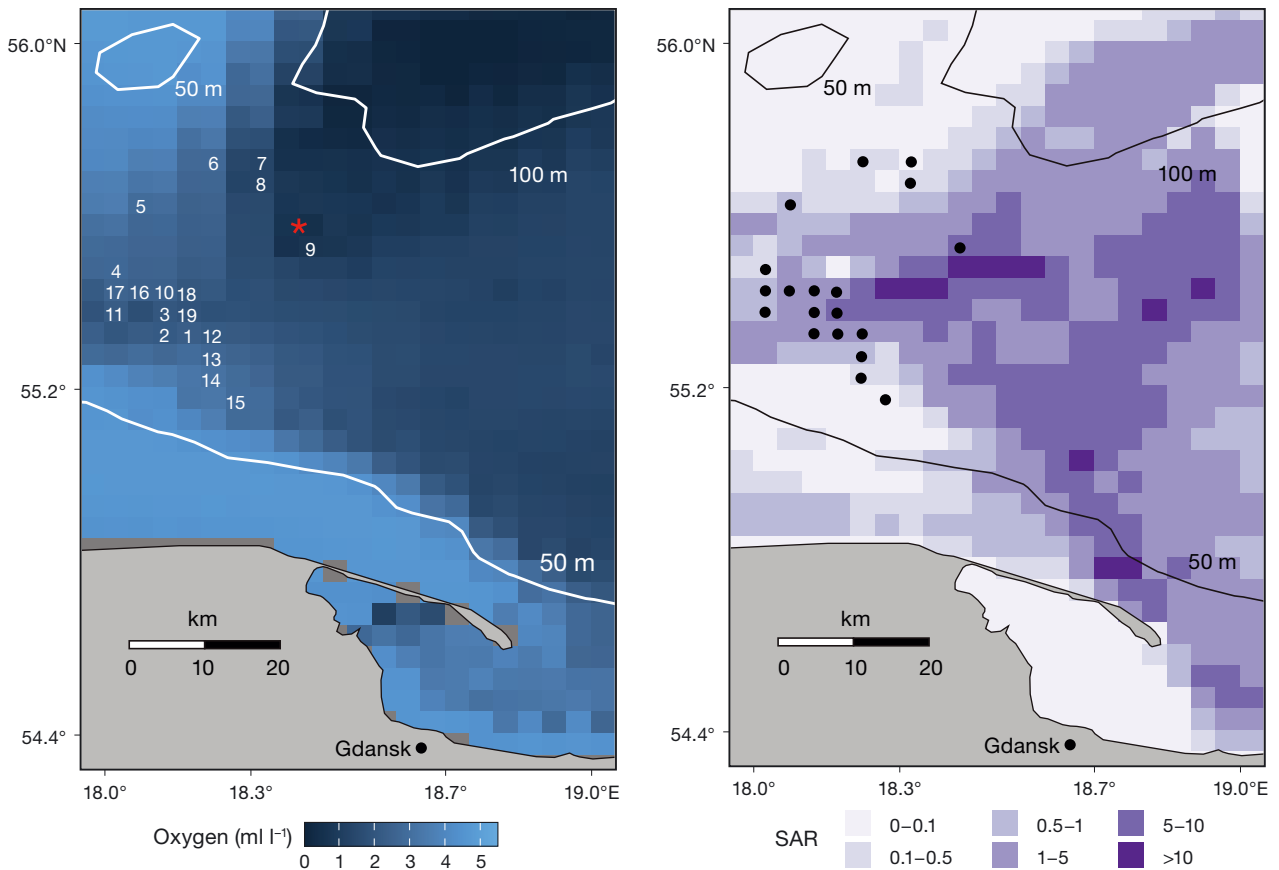 56.0°N
50 m
6 7
8
100 m
5
9
4
17 16 10 18
11 3 19
2 1 12
13
55.2°
14
15
50 m
km
0 10 20
54.4°
Gdansk
18.0° 18.3° 18.7° 19.0°E
Oxygen (ml l⁻¹)
0 1 2 3 4 5
56.0°N
50 m
100 m
55.2°
50 m
km
0 10 20
54.4°
Gdansk
18.0° 18.3° 18.7° 19.0°E
SAR
0–0.1 0.5–1 5–10
0.1–0.5 1–5 >10